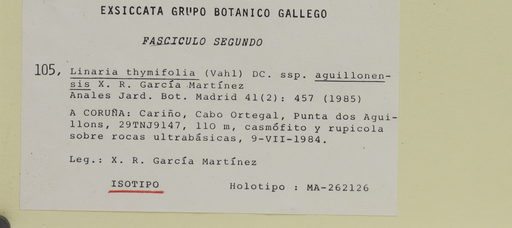 EXSICCATA GRUPO BOTANICO GALLEGO
FASCICULO SEGUNDO
105, Linaria thymifolia (Vahl) DC. ssp. aguillonen-
sis X. R. García Martínez
Anales Jard. Bot. Madrid 41(2): 457 (1985)
A CORUÑA: Cariño, Cabo Ortegal, Punta dos Agui-
llons, 29TNJ9147, 110 m, casmófito y rupicola
sobre rocas ultrabásicas, 9-VII-1984.
Leg.: X. R. García Martínez
ISOTIPO Holotipo : MA-262126